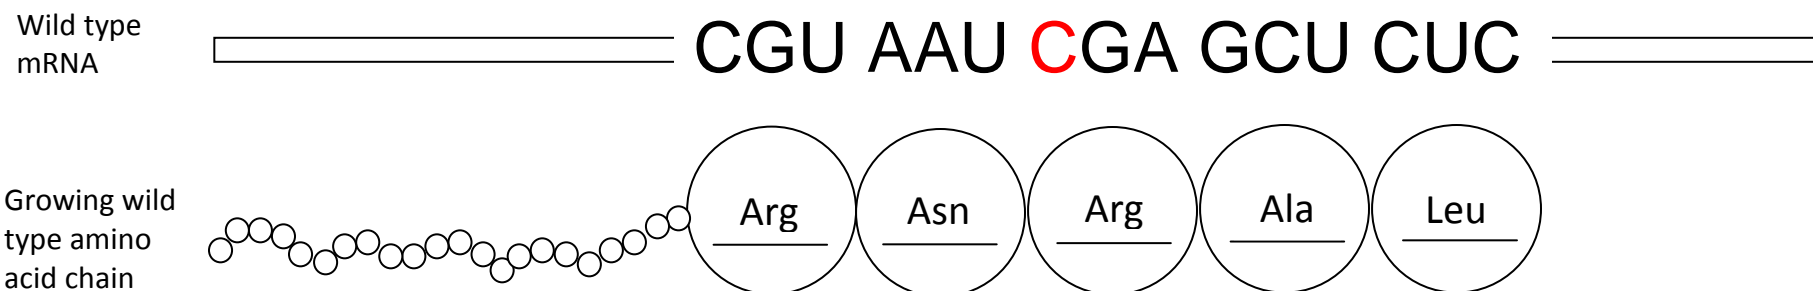 Wild type
mRNA
CGU AAU CGA GCU CUC
Growing wild
type amino
acid chain
Arg Asn Arg Ala Leu